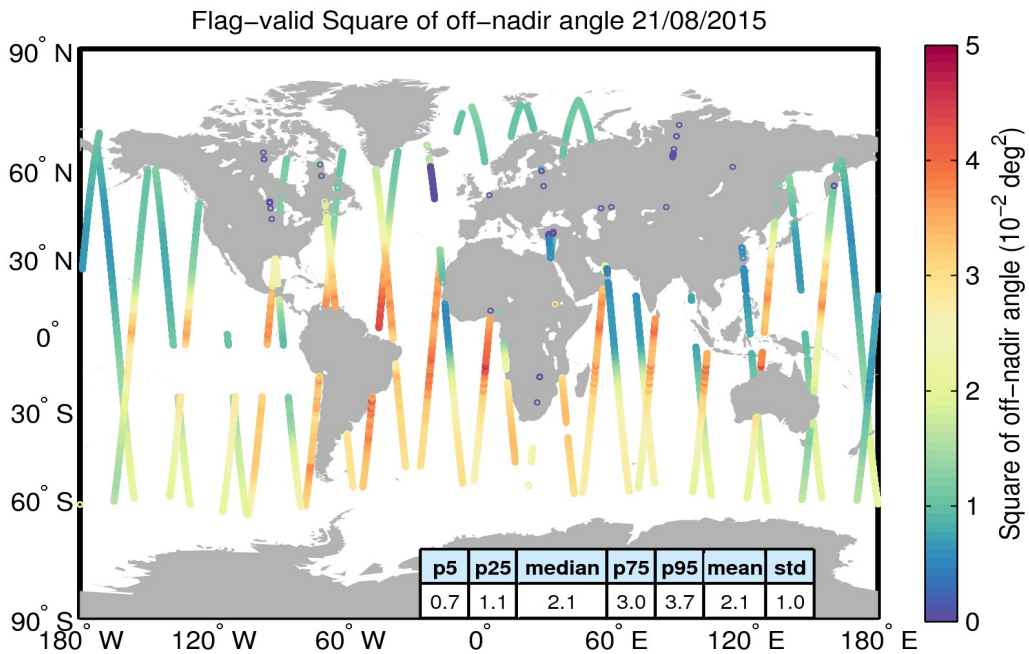 Flag−valid Square of off−nadir angle 21/08/2015
90° N
60° N
30° N
0°
30° S
60° S
90° S
180° W
120° W
60° W
0°
60° E
120° E
180° E
p5 p25 median p75 p95 mean std
0.7 1.1 2.1 3.0 3.7 2.1 1.0
5
4
3
2
1
0
Square of off−nadir angle (10⁻² deg²)